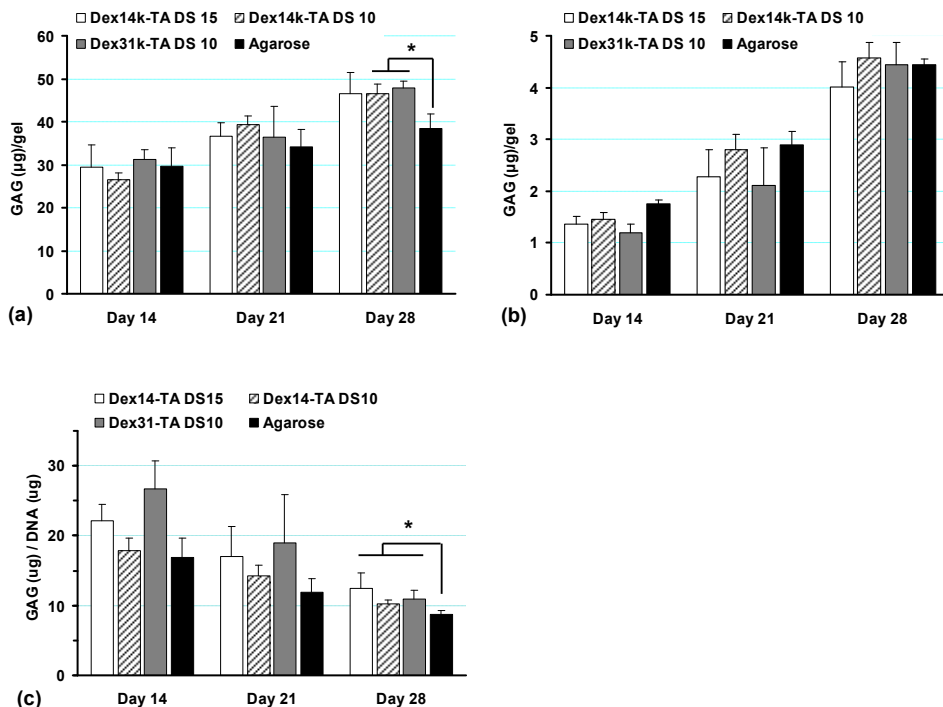 Dex14k-TA DS 15 Dex14k-TA DS 10
Dex31k-TA DS 10 Agarose
60
50
40
30
20
10
0
GAG (µg)/gel
*
Day 14 Day 21 Day 28
(a)
Dex14k-TA DS 15 Dex14k-TA DS 10
Dex31k-TA DS 10 Agarose
5
4
3
2
1
0
GAG (µg)/gel
Day 14 Day 21 Day 28
(b)
Dex14-TA DS15 Dex14-TA DS10
Dex31-TA DS10 Agarose
30
20
10
0
GAG (ug) / DNA (ug)
*
Day 14 Day 21 Day 28
(c)